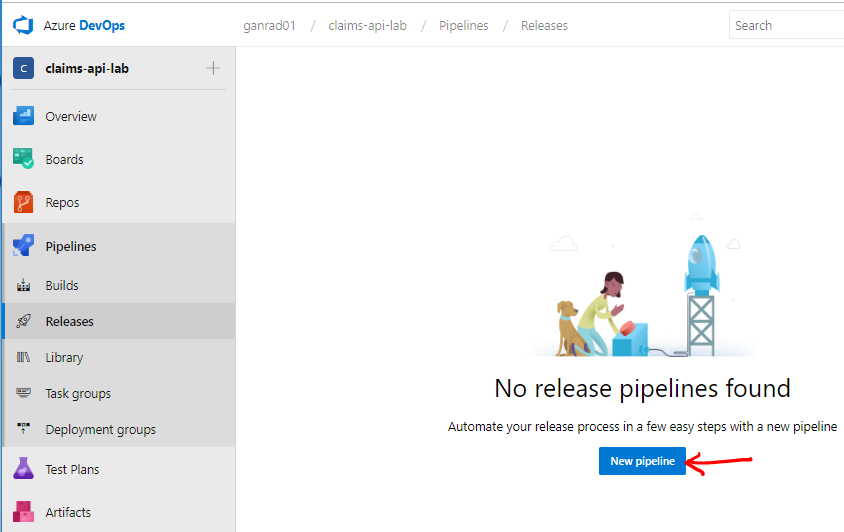 Azure DevOps
ganrad01 / claims-api-lab / Pipelines / Releases
Search
C claims-api-lab +
Overview
Boards
Repos
Pipelines
Builds
Releases
Library
Task groups
Deployment groups
Test Plans
Artifacts
No release pipelines found
Automate your release process in a few easy steps with a new pipeline
New pipeline